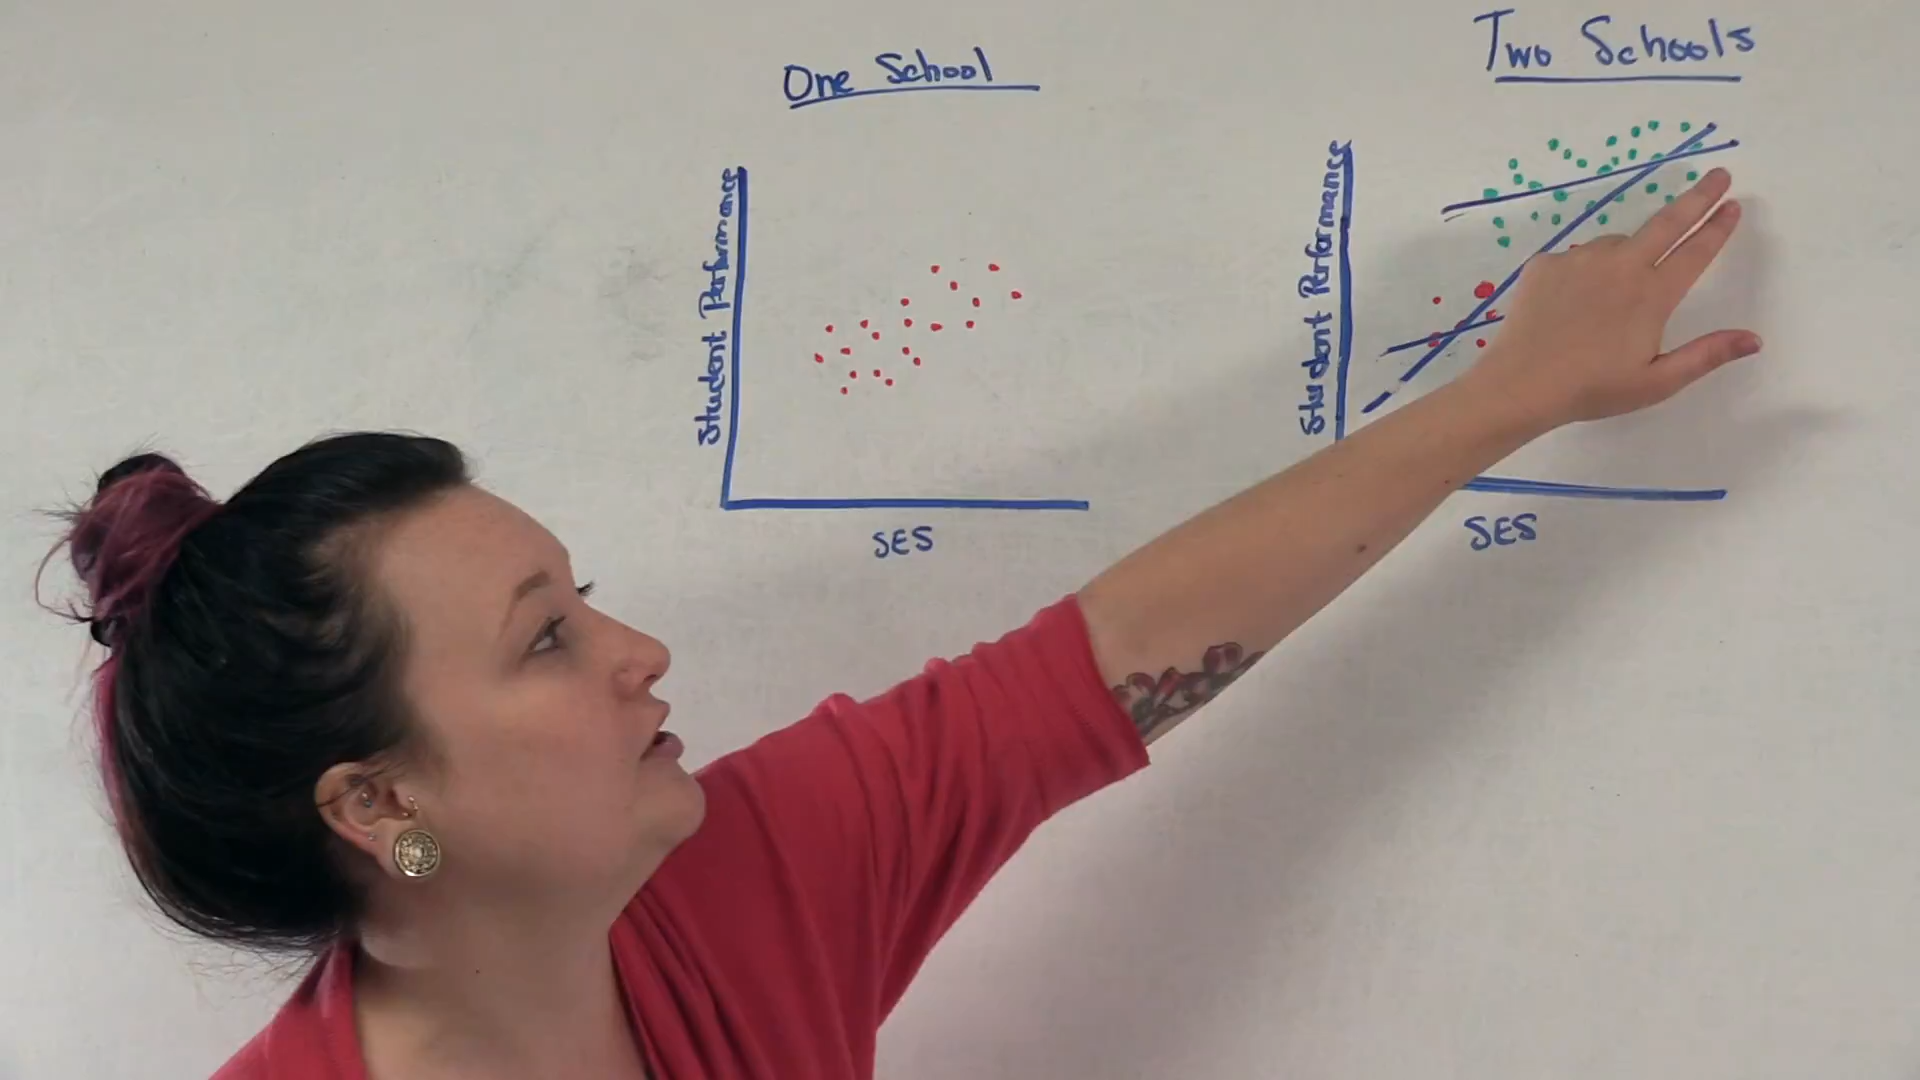 One School
Student Performance
SES
Two Schools
Student Performance
SES